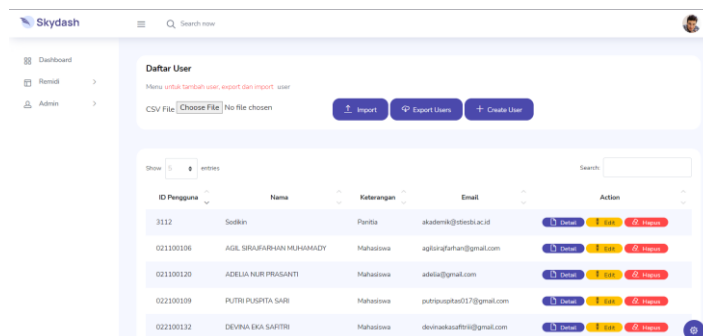 Skydash
Search now
Dashboard
Remidi
Admin
Daftar User
Menu untuk tambah user, export dan import user
CSV File Choose File No file chosen
Import
Export Users
Create User
Show 5 entries
Search:
ID Pengguna Nama Keterangan Email Action
3112 Sodikin Panitia akademik@stiesbi.ac.id Detail Edit Hapus
021100106 AGIL SIRAJFARHAN MUHAMADY Mahasiswa agilsirajfarhan@gmail.com Detail Edit Hapus
021100120 ADELIA NUR PRASANTI Mahasiswa adelia@gmail.com Detail Edit Hapus
022100109 PUTRI PUSPITA SARI Mahasiswa putripuspitas017@gmail.com Detail Edit Hapus
022100132 DEVINA EKA SAFITRI Mahasiswa devinaekasafitrii@gmail.com Detail Edit Hapus